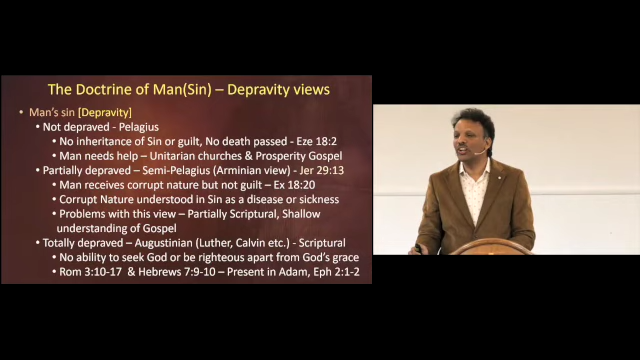 The Doctrine of Man(Sin) – Depravity views
Man's sin [Depravity]
Not depraved - Pelagius
No inheritance of Sin or guilt, No death passed - Eze 18:2
Man needs help – Unitarian churches & Prosperity Gospel
Partially depraved – Semi-Pelagius (Arminian view) - Jer 29:13
Man receives corrupt nature but not guilt – Ex 18:20
Corrupt Nature understood in Sin as a disease or sickness
Problems with this view – Partially Scriptural, Shallow
understanding of Gospel
Totally depraved – Augustinian (Luther, Calvin etc.) - Scriptural
No ability to seek God or be righteous apart from God's grace
Rom 3:10-17 & Hebrews 7:9-10 – Present in Adam, Eph 2:1-2